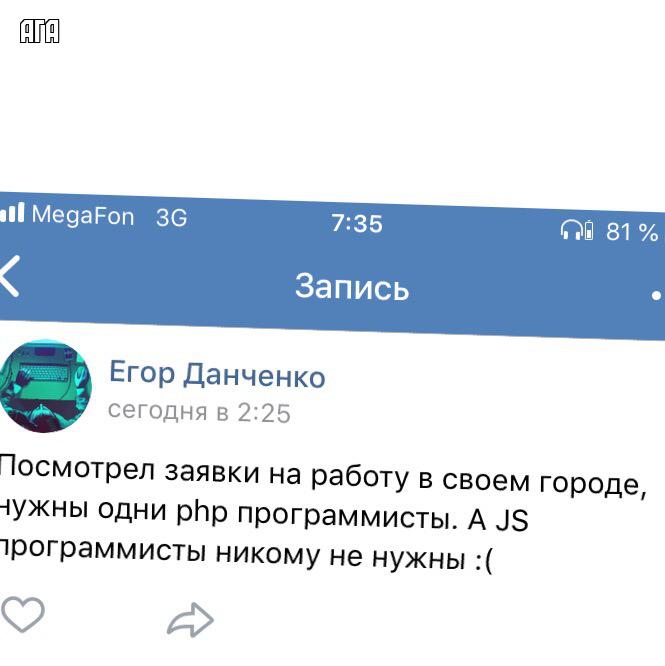 АГА
MegaFon 3G 7:35 81 %
Запись
Егор Данченко
сегодня в 2:25
Посмотрел заявки на работу в своем городе,
нужны одни php программисты. А JS
программисты никому не нужны :(